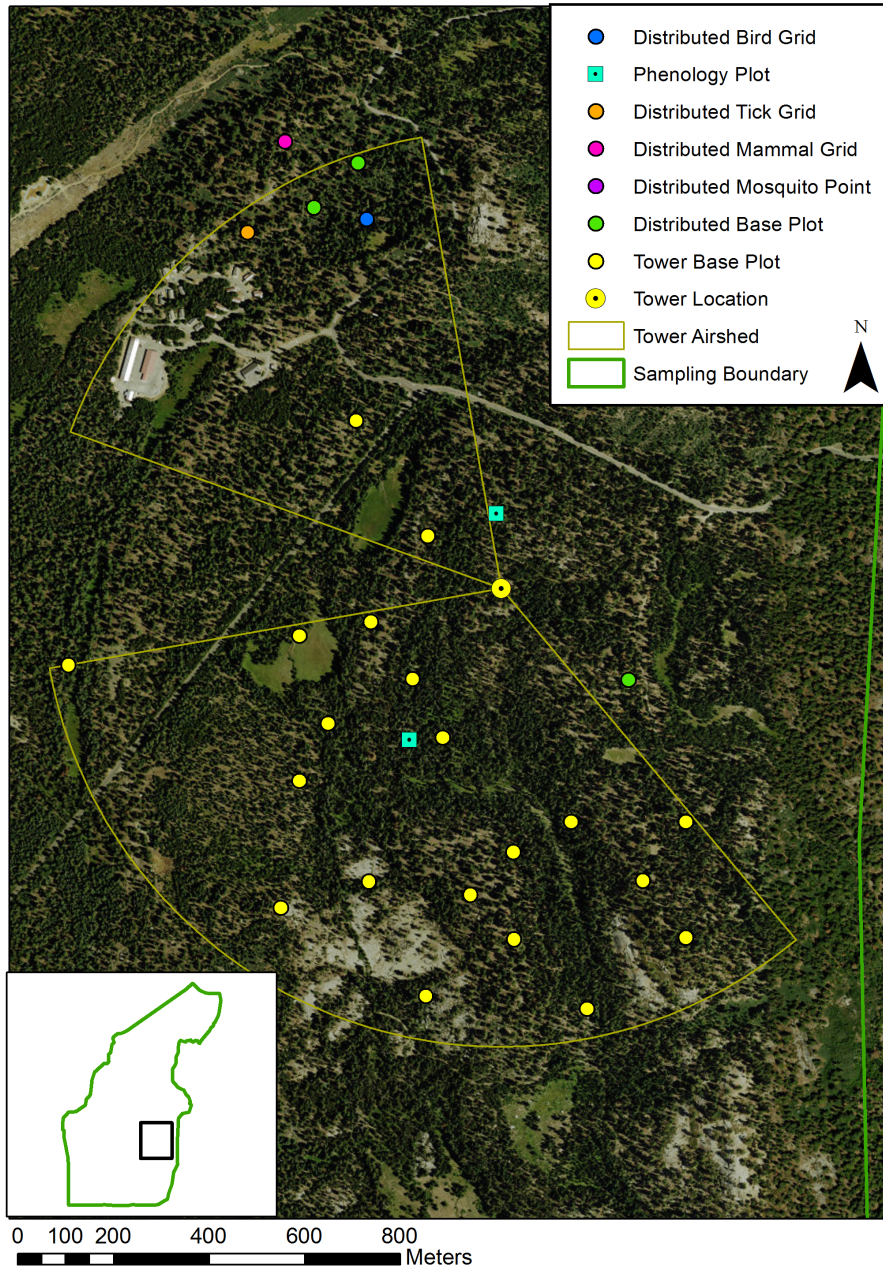 Distributed Bird Grid
Phenology Plot
Distributed Tick Grid
Distributed Mammal Grid
Distributed Mosquito Point
Distributed Base Plot
Tower Base Plot
Tower Location
Tower Airshed
Sampling Boundary
N
0 100 200 400 600 800
Meters